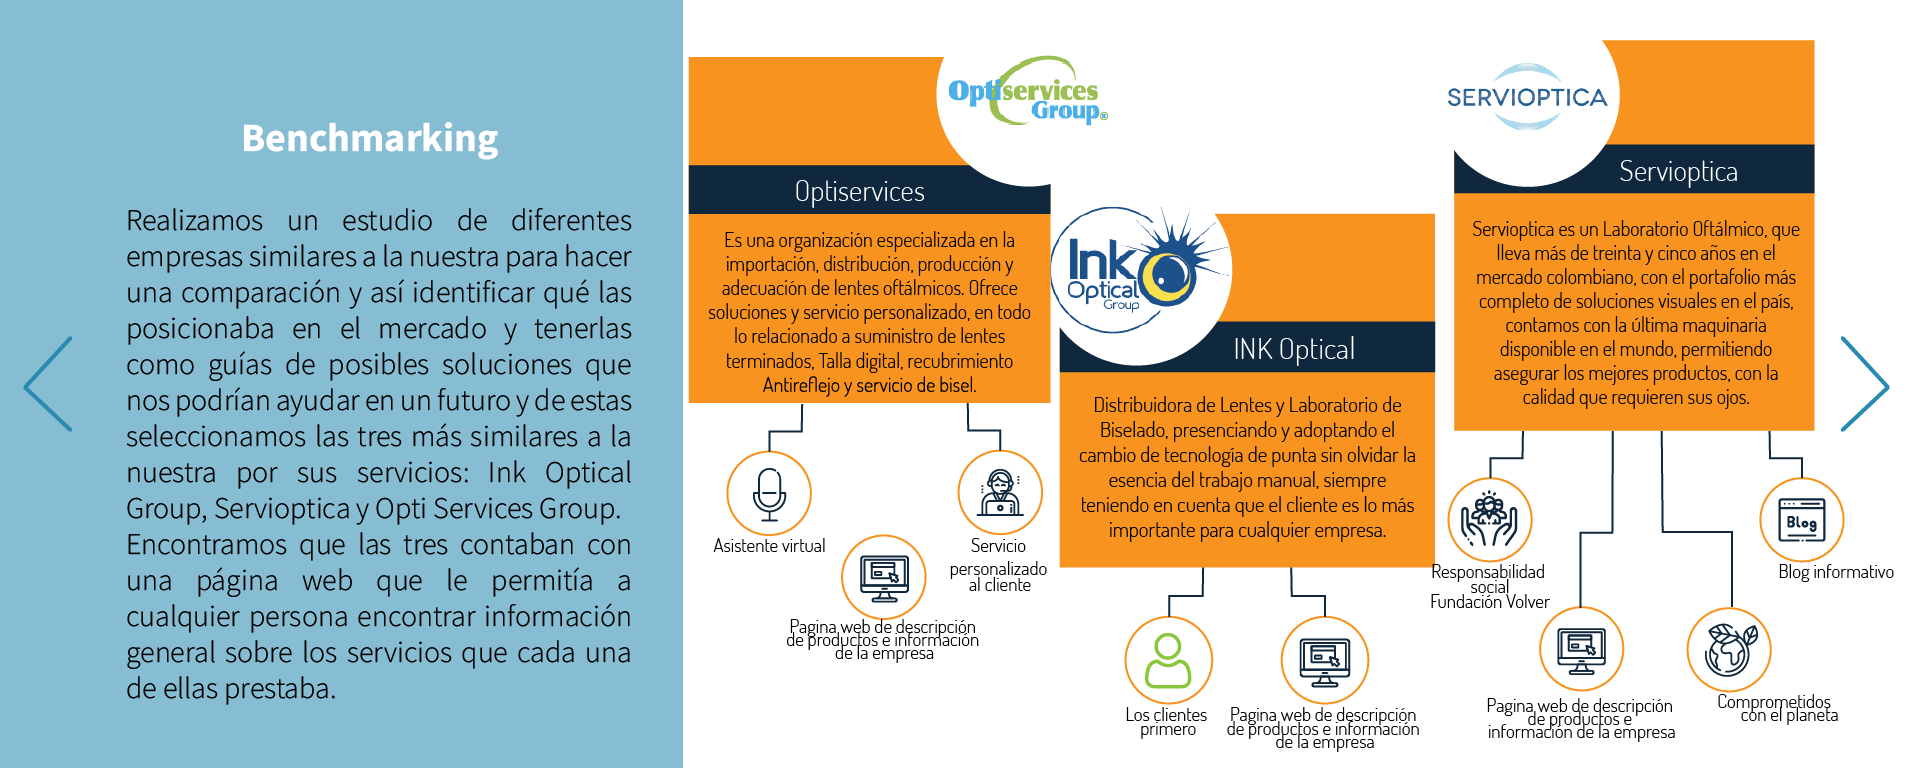 Benchmarking
Realizamos un estudio de diferentes
empresas similares a la nuestra para hacer
una comparación y así identificar qué las
posicionaba en el mercado y tenerlas
como guías de posibles soluciones que
nos podrían ayudar en un futuro y de estas
seleccionamos las tres más similares a la
nuestra por sus servicios: Ink Optical
Group, Servioptica y Opti Services Group.
Encontramos que las tres contaban con
una página web que le permitía a
cualquier persona encontrar información
general sobre los servicios que cada una
de ellas prestaba.
Optiservices
Group®
Optiservices
Es una organización especializada en la
importación, distribución, producción y
adecuación de lentes oftálmicos. Ofrece
soluciones y servicio personalizado, en todo
lo relacionado a suministro de lentes
terminados, Talla digital, recubrimiento
Antireflejo y servicio de bisel.
Asistente virtual
Pagina web de descripción
de productos e información
de la empresa
Servicio
personalizado
al cliente
Ink
Optical
Group
INK Optical
Distribuidora de Lentes y Laboratorio de
Biselado, presenciando y adoptando el
cambio de tecnología de punta sin olvidar la
esencia del trabajo manual, siempre
teniendo en cuenta que el cliente es lo más
importante para cualquier empresa.
Los clientes
primero
Pagina web de descripción
de productos e información
de la empresa
SERVIOPTICA
Servioptica
Servioptica es un Laboratorio Oftálmico, que
lleva más de treinta y cinco años en el
mercado colombiano, con el portafolio más
completo de soluciones visuales en el país,
contamos con la última maquinaria
disponible en el mundo, permitiendo
asegurar los mejores productos, con la
calidad que requieren sus ojos.
Responsabilidad
social
Fundación Volver
Pagina web de descripción
de productos e
información de la empresa
Comprometidos
con el planeta
Blog
Blog informativo